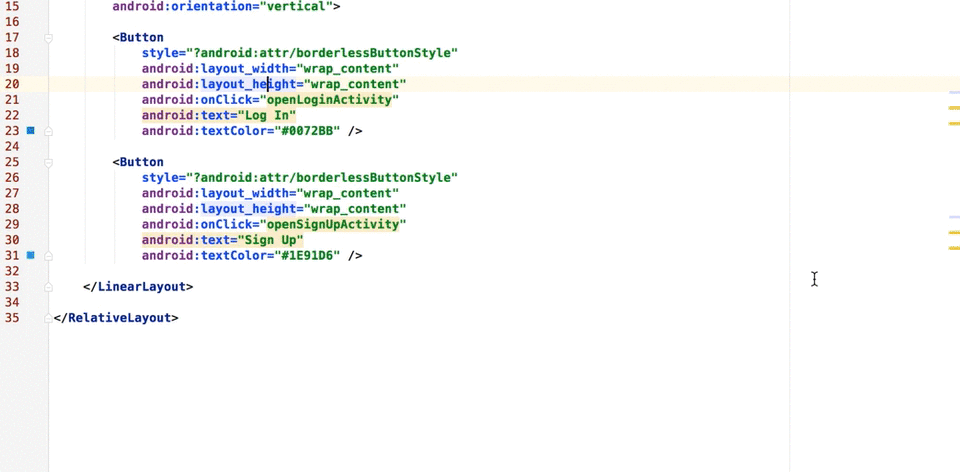 15 android:orientation="vertical">
16
17 <Button
18 style="?android:attr/borderlessButtonStyle"
19 android:layout_width="wrap_content"
20 android:layout_height="wrap_content"
21 android:onClick="openLoginActivity"
22 android:text="Log In"
23 android:textColor="#0072BB" />
24
25 <Button
26 style="?android:attr/borderlessButtonStyle"
27 android:layout_width="wrap_content"
28 android:layout_height="wrap_content"
29 android:onClick="openSignUpActivity"
30 android:text="Sign Up"
31 android:textColor="#1E91D6" />
32
33 </LinearLayout>
34
35 </RelativeLayout>